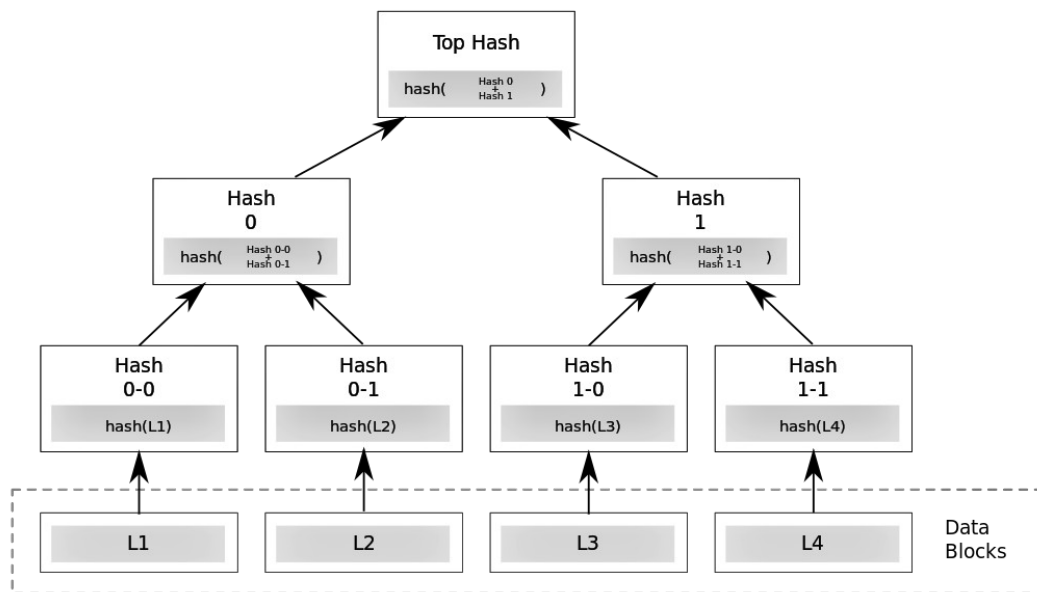 Top Hash
hash( Hash 0 + Hash 1 )
Hash
0
hash( Hash 0-0 + Hash 0-1 )
Hash
1
hash( Hash 1-0 + Hash 1-1 )
Hash
0-0
hash(L1)
Hash
0-1
hash(L2)
Hash
1-0
hash(L3)
Hash
1-1
hash(L4)
L1
L2
L3
L4
Data
Blocks